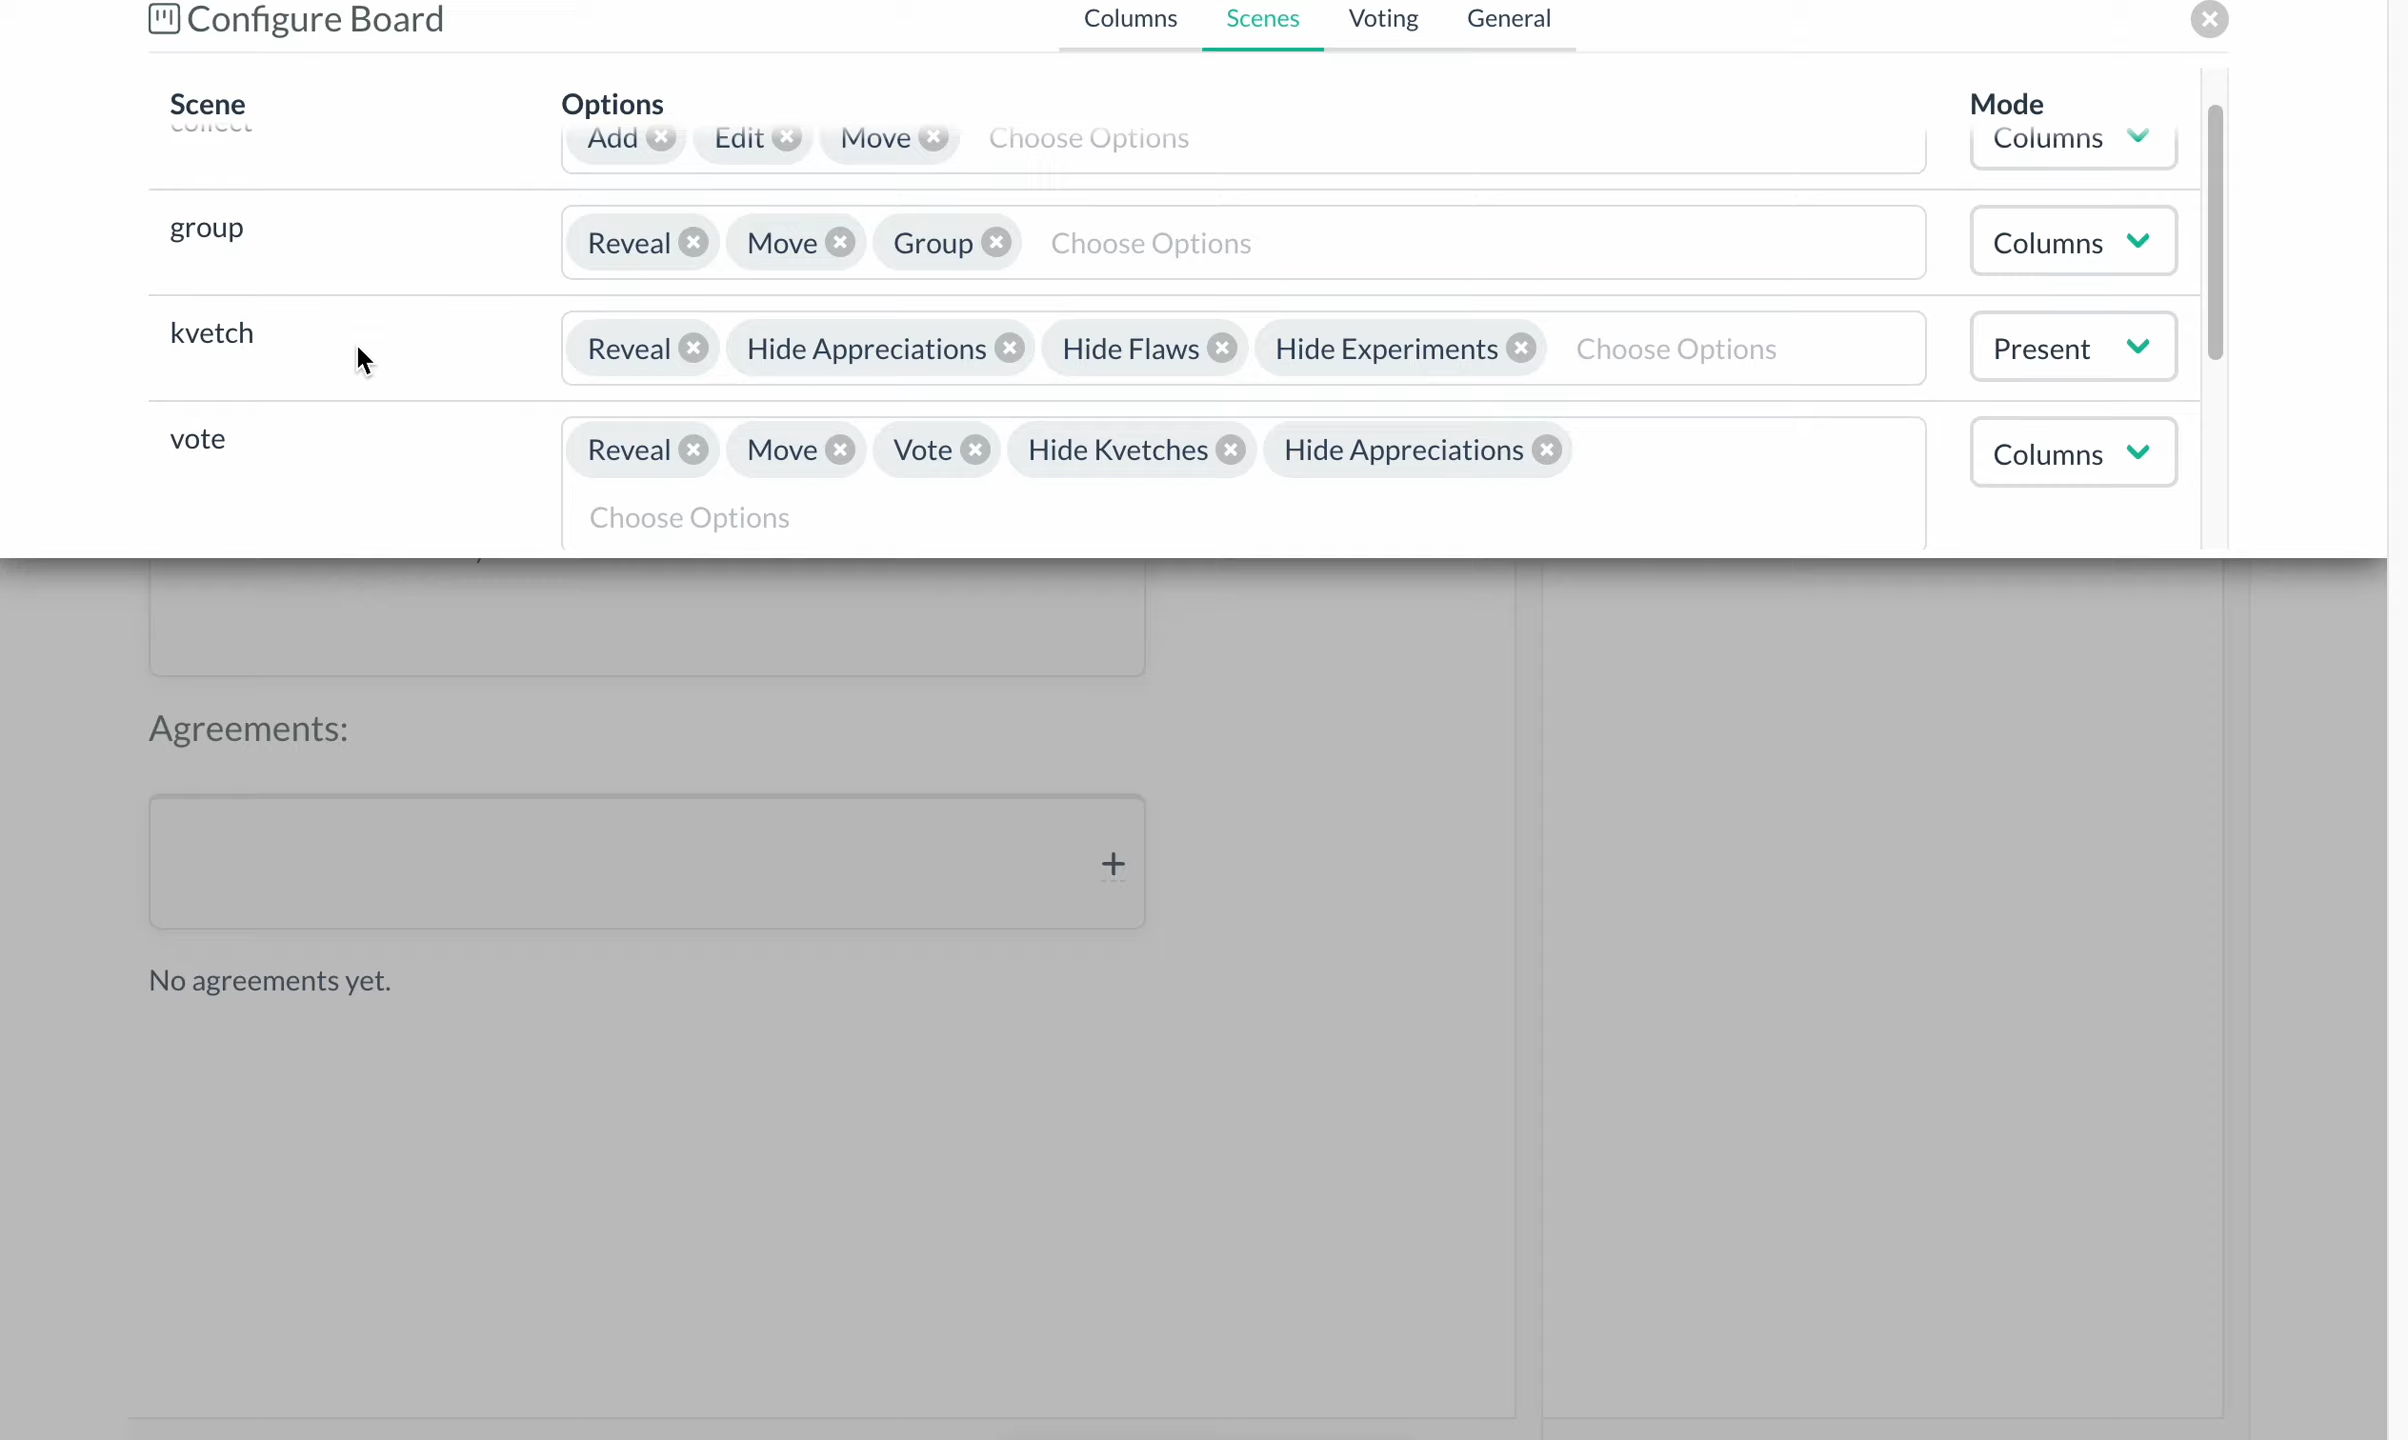 Configure Board
Columns Scenes Voting General
Scene Options Mode
collect Add Edit Move Choose Options Columns
group Reveal Move Group Choose Options Columns
kvetch Reveal Hide Appreciations Hide Flaws Hide Experiments Choose Options Present
vote Reveal Move Vote Hide Kvetches Hide Appreciations Columns
Choose Options
Agreements:
+
No agreements yet.